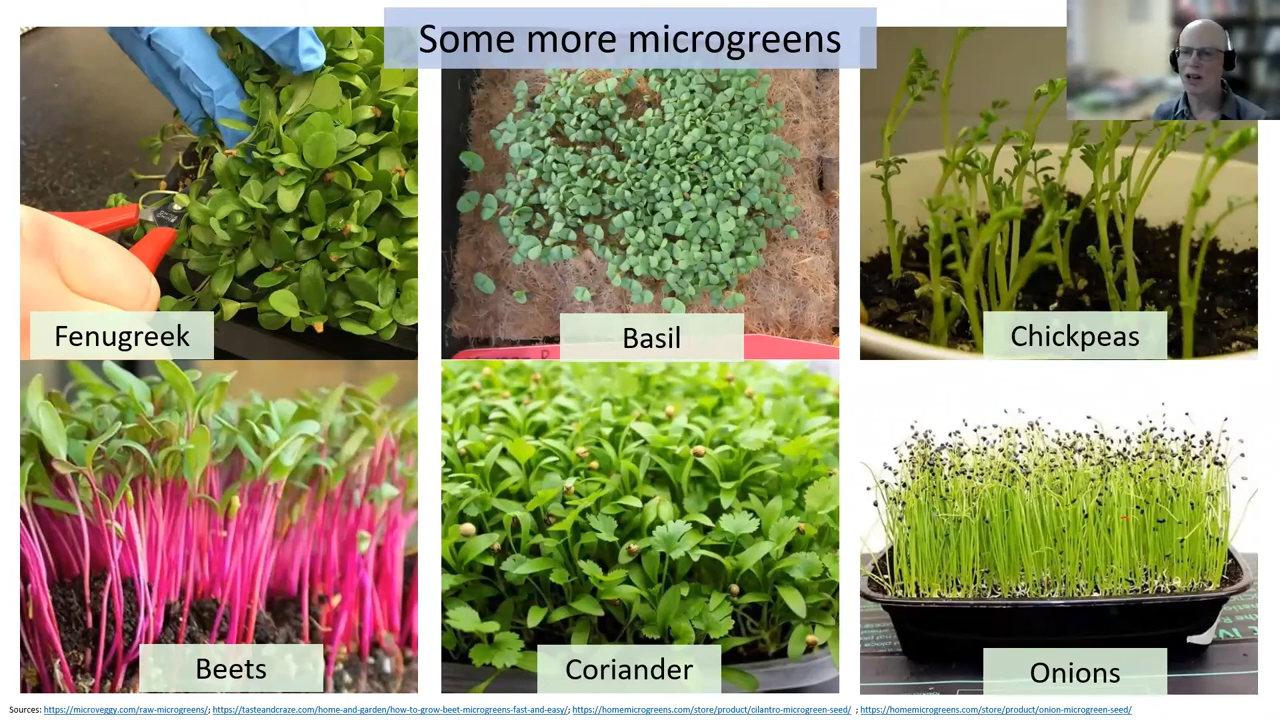 Some more microgreens
Fenugreek
Basil
Chickpeas
Beets
Coriander
Onions
Sources: https://microveggy.com/raw-microgreens/; https://tasteandcraze.com/home-and-garden/how-to-grow-beet-microgreens-fast-and-easy/; https://homemicrogreens.com/store/product/cilantro-microgreen-seed/ ; https://homemicrogreens.com/store/product/onion-microgreen-seed/